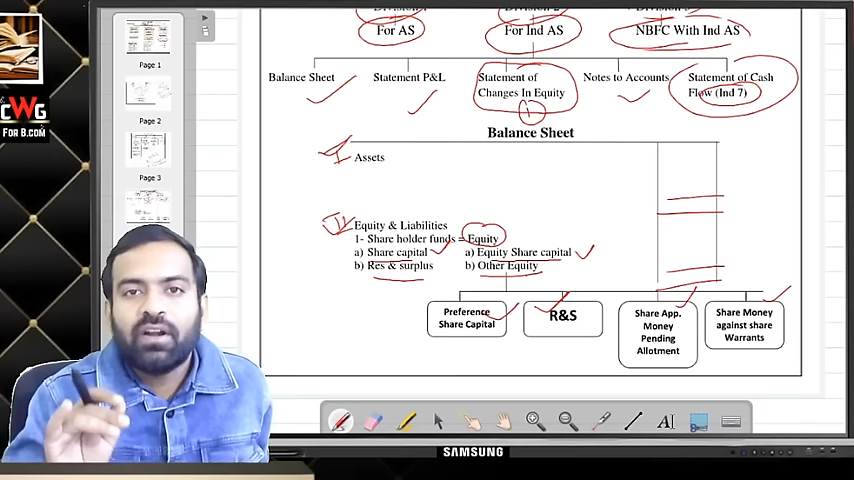 For AS
For Ind AS
NBFC With Ind AS
Balance Sheet
Statement P&L
Statement of
Changes In Equity
Notes to Accounts
Statement of Cash
Flow (Ind 7)
1
Balance Sheet
I
Assets
II
Equity & Liabilities
1- Share holder funds = Equity
a) Share capital
a) Equity Share capital
b) Res & surplus
b) Other Equity
Preference
Share Capital
R&S
Share App.
Money
Pending
Allotment
Share Money
against share
Warrants
Page 1
Page 2
Page 3
CWG
FOR B.COM
AI
SAMSUNG